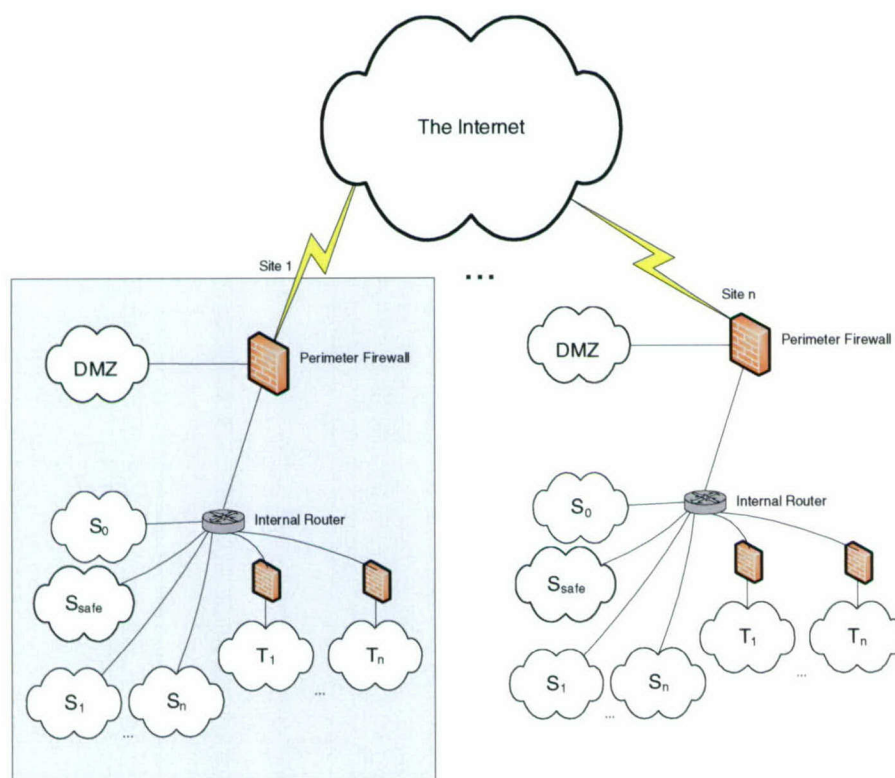 The Internet
Site 1
...
Site n
DMZ
Perimeter Firewall
DMZ
Perimeter Firewall
S0
Internal Router
S0
Internal Router
Ssafe
Ssafe
T1
...
Tn
T1
...
Tn
S1
...
Sn
S1
...
Sn